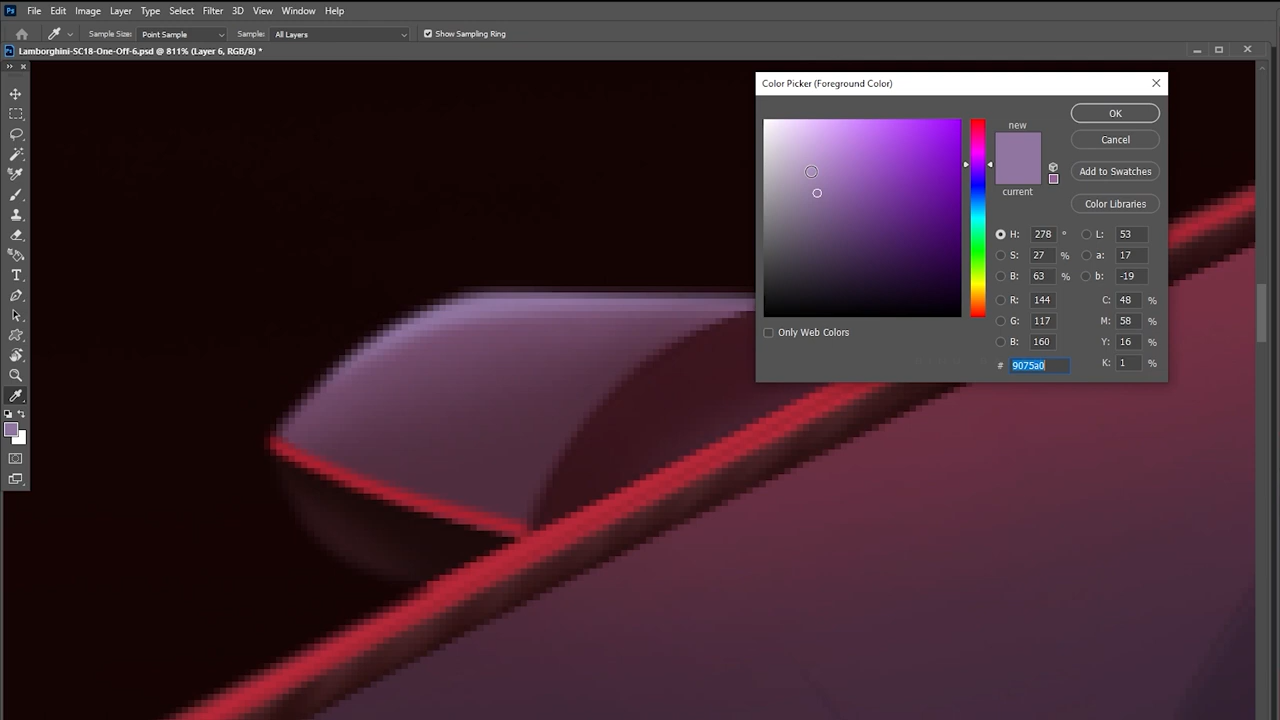 Ps File Edit Image Layer Type Select Filter 3D View Window Help
Sample Size: Point Sample Sample: All Layers Show Sampling Ring
Ps Lamborghini-SC18-One-Off-6.psd @ 811% (Layer 6, RGB/8) *
Color Picker (Foreground Color)
new
current
OK
Cancel
Add to Swatches
Color Libraries
H: 278 ° L: 53
S: 27 % a: 17
B: 63 % b: -19
R: 144 C: 48 %
G: 117 M: 58 %
B: 160 Y: 16 %
# 9075a0 K: 1 %
Only Web Colors
T